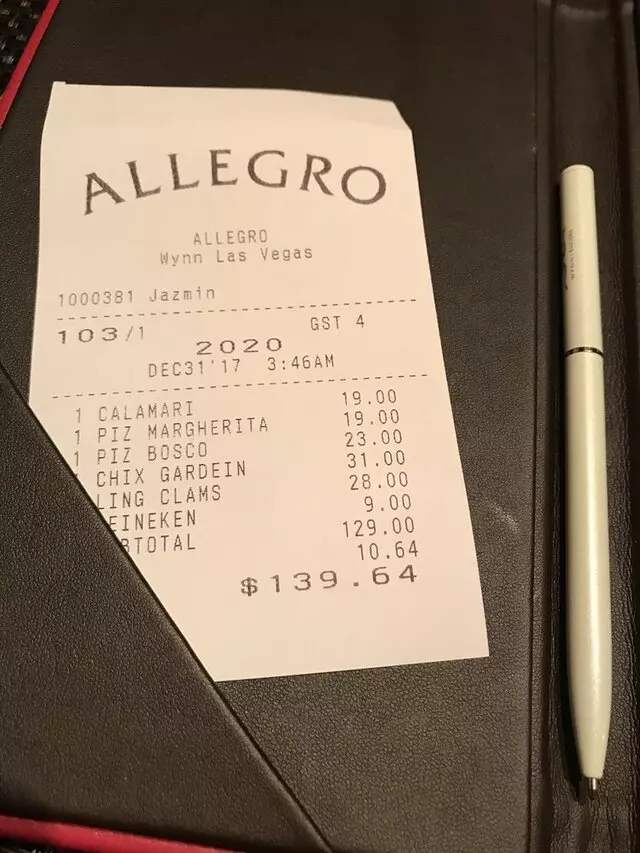 ALLEGRO
ALLEGRO
Wynn Las Vegas
1000381 Jazmin
103/1 GST 4
2020
DEC31'17 3:46AM
1 CALAMARI 19.00
1 PIZ MARGHERITA 19.00
1 PIZ BOSCO 23.00
CHIX GARDEIN 31.00
LING CLAMS 28.00
EINEKEN 9.00
BTOTAL 129.00
10.64
$139.64